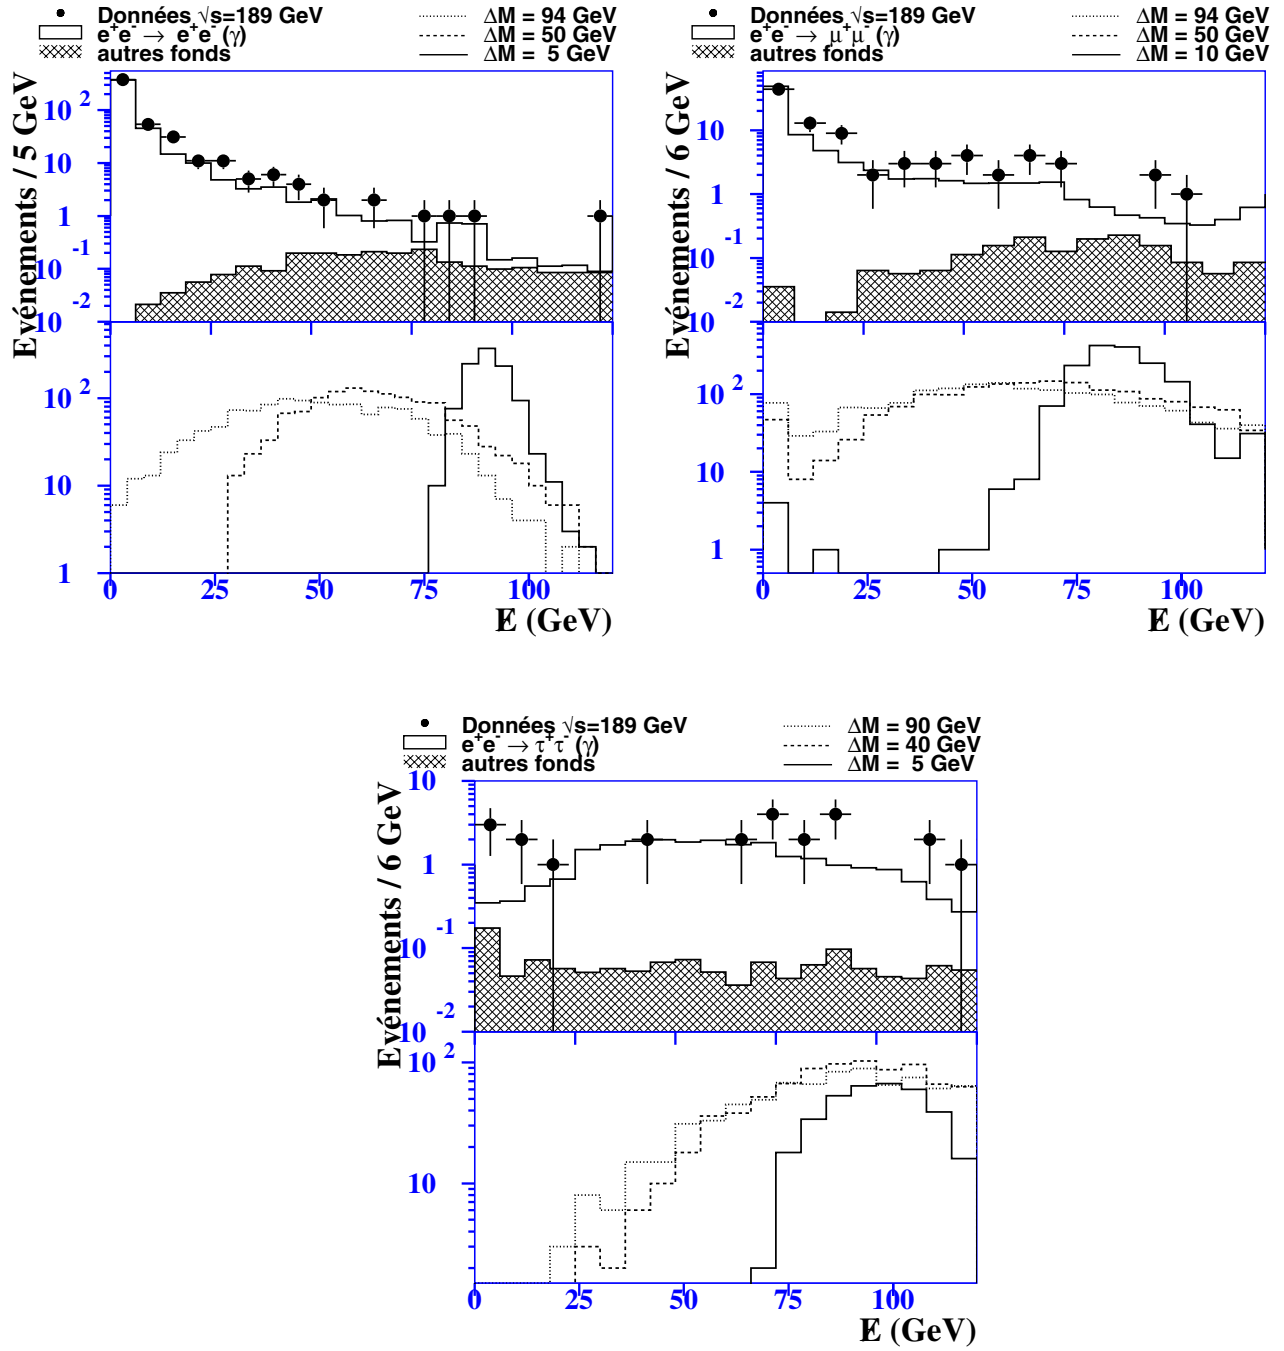 Données √s=189 GeV
e⁺e⁻ → e⁺e⁻ (γ)
autres fonds
ΔM = 94 GeV
ΔM = 50 GeV
ΔM = 5 GeV
Evénements / 5 GeV
10²
10
1
10⁻¹
10⁻²
10²
10
1
0 25 50 75 100
E̸ (GeV)
Données √s=189 GeV
e⁺e⁻ → μ⁺μ⁻ (γ)
autres fonds
ΔM = 94 GeV
ΔM = 50 GeV
ΔM = 10 GeV
Evénements / 6 GeV
10
1
10⁻¹
10⁻²
10²
10
1
0 25 50 75 100
E̸ (GeV)
Données √s=189 GeV
e⁺e⁻ → τ⁺τ⁻ (γ)
autres fonds
ΔM = 90 GeV
ΔM = 40 GeV
ΔM = 5 GeV
Evénements / 6 GeV
10
1
10⁻¹
10⁻²
10²
10
0 25 50 75 100
E̸ (GeV)